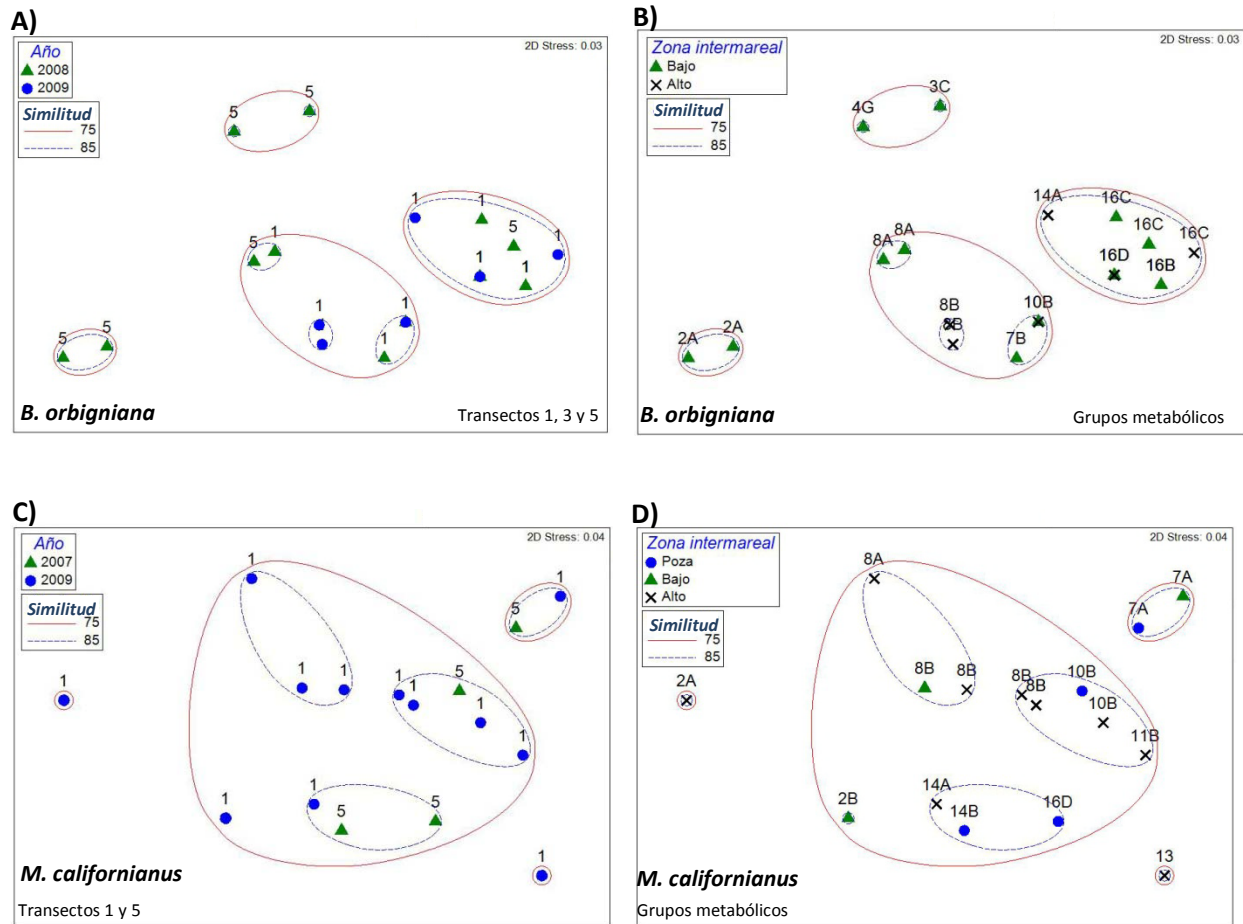 A)
Año
2008
2009
Similitud
75
85
2D Stress: 0.03
5
5
1
1
5
1
1
1
5
1
1
1
1
5
5
B. orbigniana
Transectos 1, 3 y 5
B)
Zona intermareal
Bajo
Alto
Similitud
75
85
2D Stress: 0.03
3C
4G
14A
16C
16C
16C
16D
16B
8A
8A
8B
8B
10B
7B
2A
2A
B. orbigniana
Grupos metabólicos
C)
Año
2007
2009
Similitud
75
85
2D Stress: 0.04
1
1
5
1
1
1
1
5
1
1
1
1
1
5
5
1
M. californianus
Transectos 1 y 5
D)
Zona intermareal
Poza
Bajo
Alto
Similitud
75
85
2D Stress: 0.04
8A
7A
7A
2A
8B
8B
8B
8B
10B
10B
11B
2B
14A
14B
16D
13
M. californianus
Grupos metabólicos